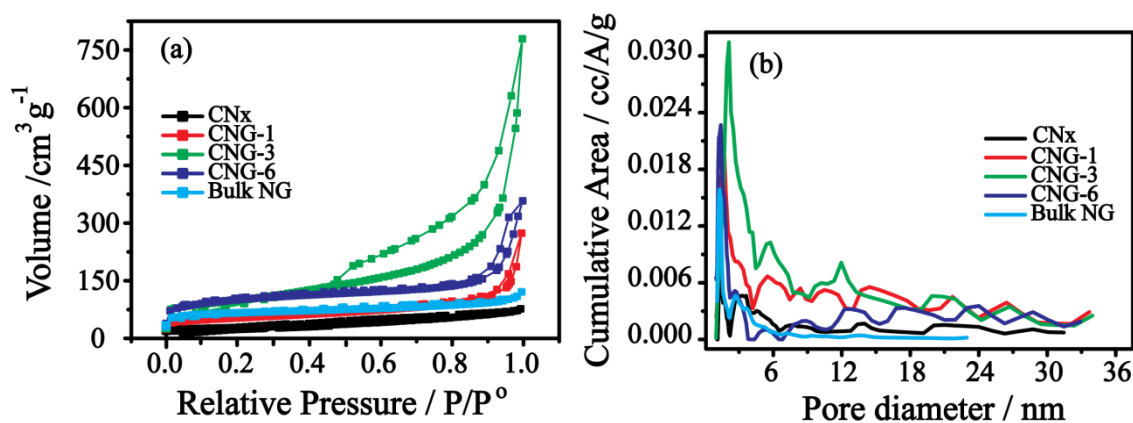 (a)
Volume /cm³ g⁻¹
750
600
450
300
150
0
CNx
CNG-1
CNG-3
CNG-6
Bulk NG
0.0 0.2 0.4 0.6 0.8 1.0
Relative Pressure / P/P°
(b)
Cumulative Area / cc/A/g
0.030
0.024
0.018
0.012
0.006
0.000
CNx
CNG-1
CNG-3
CNG-6
Bulk NG
6 12 18 24 30 36
Pore diameter / nm